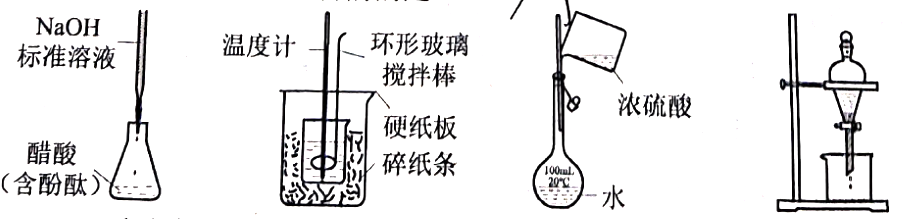 NaOH
标准溶液
醋酸
(含酚酞)
温度计
环形玻璃
搅拌棒
硬纸板
碎纸条
浓硫酸
100mL
20℃
水